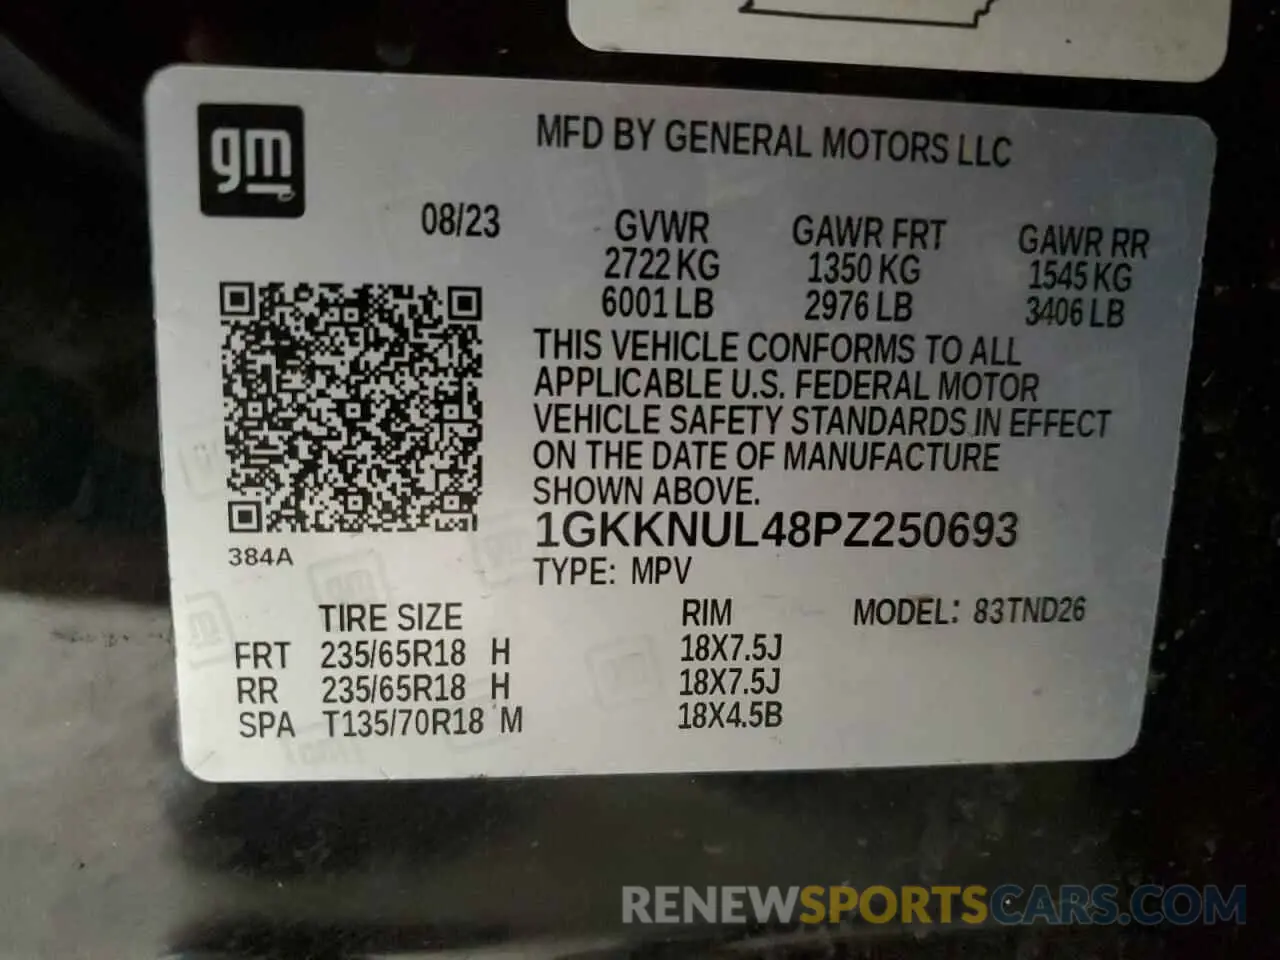 gm
MFD BY GENERAL MOTORS LLC
08/23
GVWR GAWR FRT GAWR RR
2722 KG 1350 KG 1545 KG
6001 LB 2976 LB 3406 LB
THIS VEHICLE CONFORMS TO ALL
APPLICABLE U.S. FEDERAL MOTOR
VEHICLE SAFETY STANDARDS IN EFFECT
ON THE DATE OF MANUFACTURE
SHOWN ABOVE.
1GKKNUL48PZ250693
384A
TYPE: MPV
TIRE SIZE RIM MODEL: 83TND26
FRT 235/65R18 H 18X7.5J
RR 235/65R18 H 18X7.5J
SPA T135/70R18 M 18X4.5B
RENEWSPORTSCARS.COM